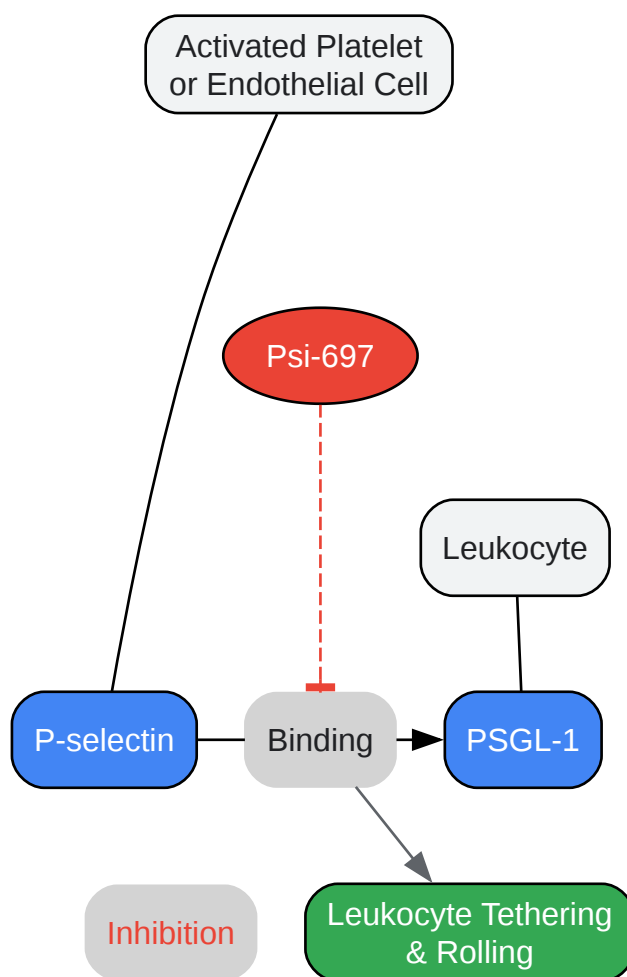 Activated Platelet
or Endothelial Cell
Psi-697
Leukocyte
P-selectin
Binding
PSGL-1
Inhibition
Leukocyte Tethering
& Rolling